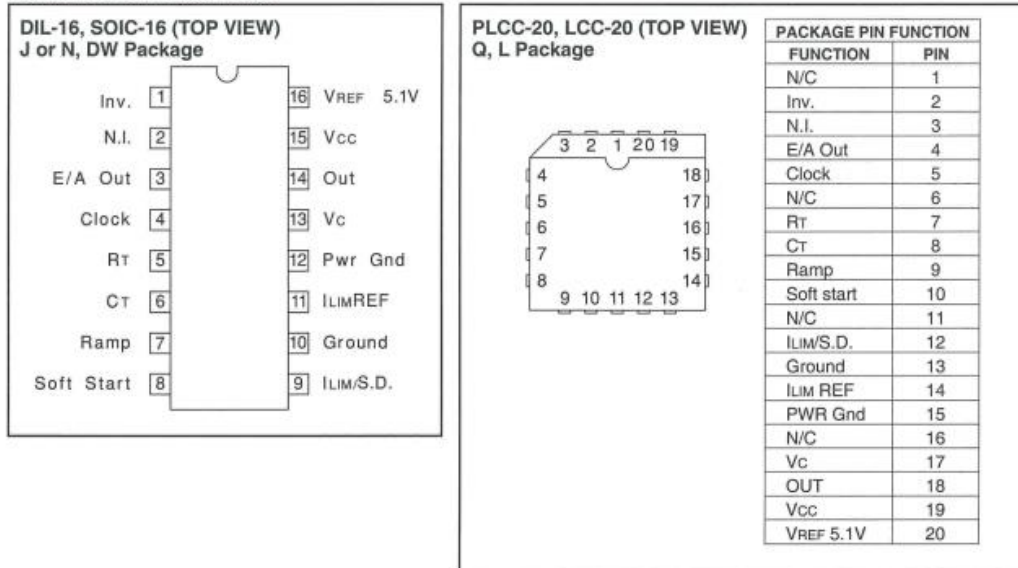 DIL-16, SOIC-16 (TOP VIEW)
J or N, DW Package
Inv. 1 16 VREF 5.1V
N.I. 2 15 Vcc
E/A Out 3 14 Out
Clock 4 13 Vc
RT 5 12 Pwr Gnd
CT 6 11 ILIMREF
Ramp 7 10 Ground
Soft Start 8 9 ILIM/S.D.
PLCC-20, LCC-20 (TOP VIEW)
Q, L Package
3 2 1 20 19
4 18
5 17
6 16
7 15
8 14
9 10 11 12 13
PACKAGE PIN FUNCTION
FUNCTION PIN
N/C 1
Inv. 2
N.I. 3
E/A Out 4
Clock 5
N/C 6
RT 7
CT 8
Ramp 9
Soft start 10
N/C 11
ILIM/S.D. 12
Ground 13
ILIM REF 14
PWR Gnd 15
N/C 16
Vc 17
OUT 18
Vcc 19
VREF 5.1V 20